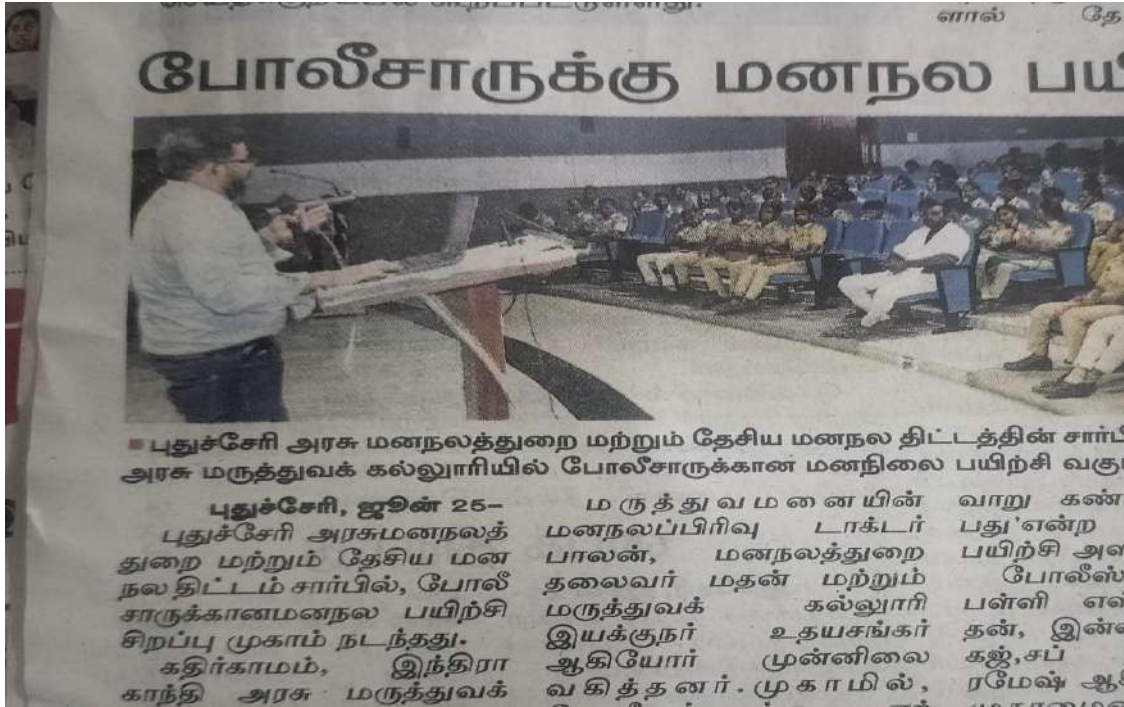 ளால்
போலீசாருக்கு மனநல
புதுச்சேரி அரசு மனநலத்துறை மற்றும் தேசிய மனநல திட்டத்தின்
அரசு மருத்துவக் கல்லுாரியில் போலீசாருக்கான மனநிலை பயிற்சி
புதுச்சேரி, ஜூன் 25–
புதுச்சேரி அரசுமனநலத்
துறை மற்றும் தேசிய மன
நல திட்டம் சார்பில், போலீ
சாருக்கானமனநல பயிற்சி
சிறப்பு முகாம் நடந்தது.
கதிர்காமம், இந்திரா
காந்தி அரசு மருத்துவக்
மருத்துவமனையின்
மனநலப்பிரிவு டாக்டர்
பாலன், மனநலத்துறை
தலைவர் மதன் மற்றும்
மருத்துவக் கல்லுாரி
இயக்குநர் உதயசங்கர்
ஆகியோர் முன்னிலை
வகித்தனர். முகாமில்,
வாறு கண்
பது'என்ற
பயிற்சி
போலீஸ்
பள்ளி
தன்,
கஜ்,சப்
ரமேஷ்